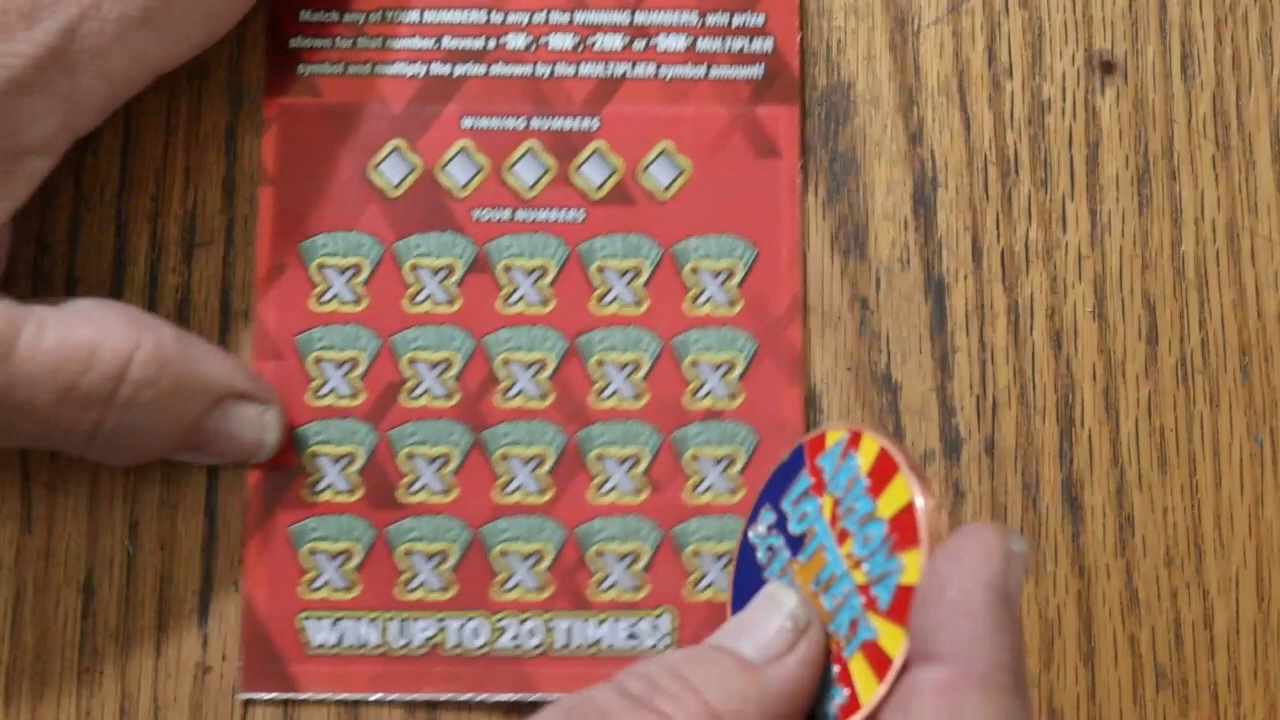 Match any of YOUR NUMBERS to any of the WINNING NUMBERS, win prize
shown for that number. Reveal a "5X", "10X", "20X" or "50X" MULTIPLIER
symbol and multiply the prize shown by the MULTIPLIER symbol amount!
WINNING NUMBERS
YOUR NUMBERS
X X X X X
X X X X X
X X X X X
X X X X X
WIN UP TO 20 TIMES!
ARIZONA
LOTTERY